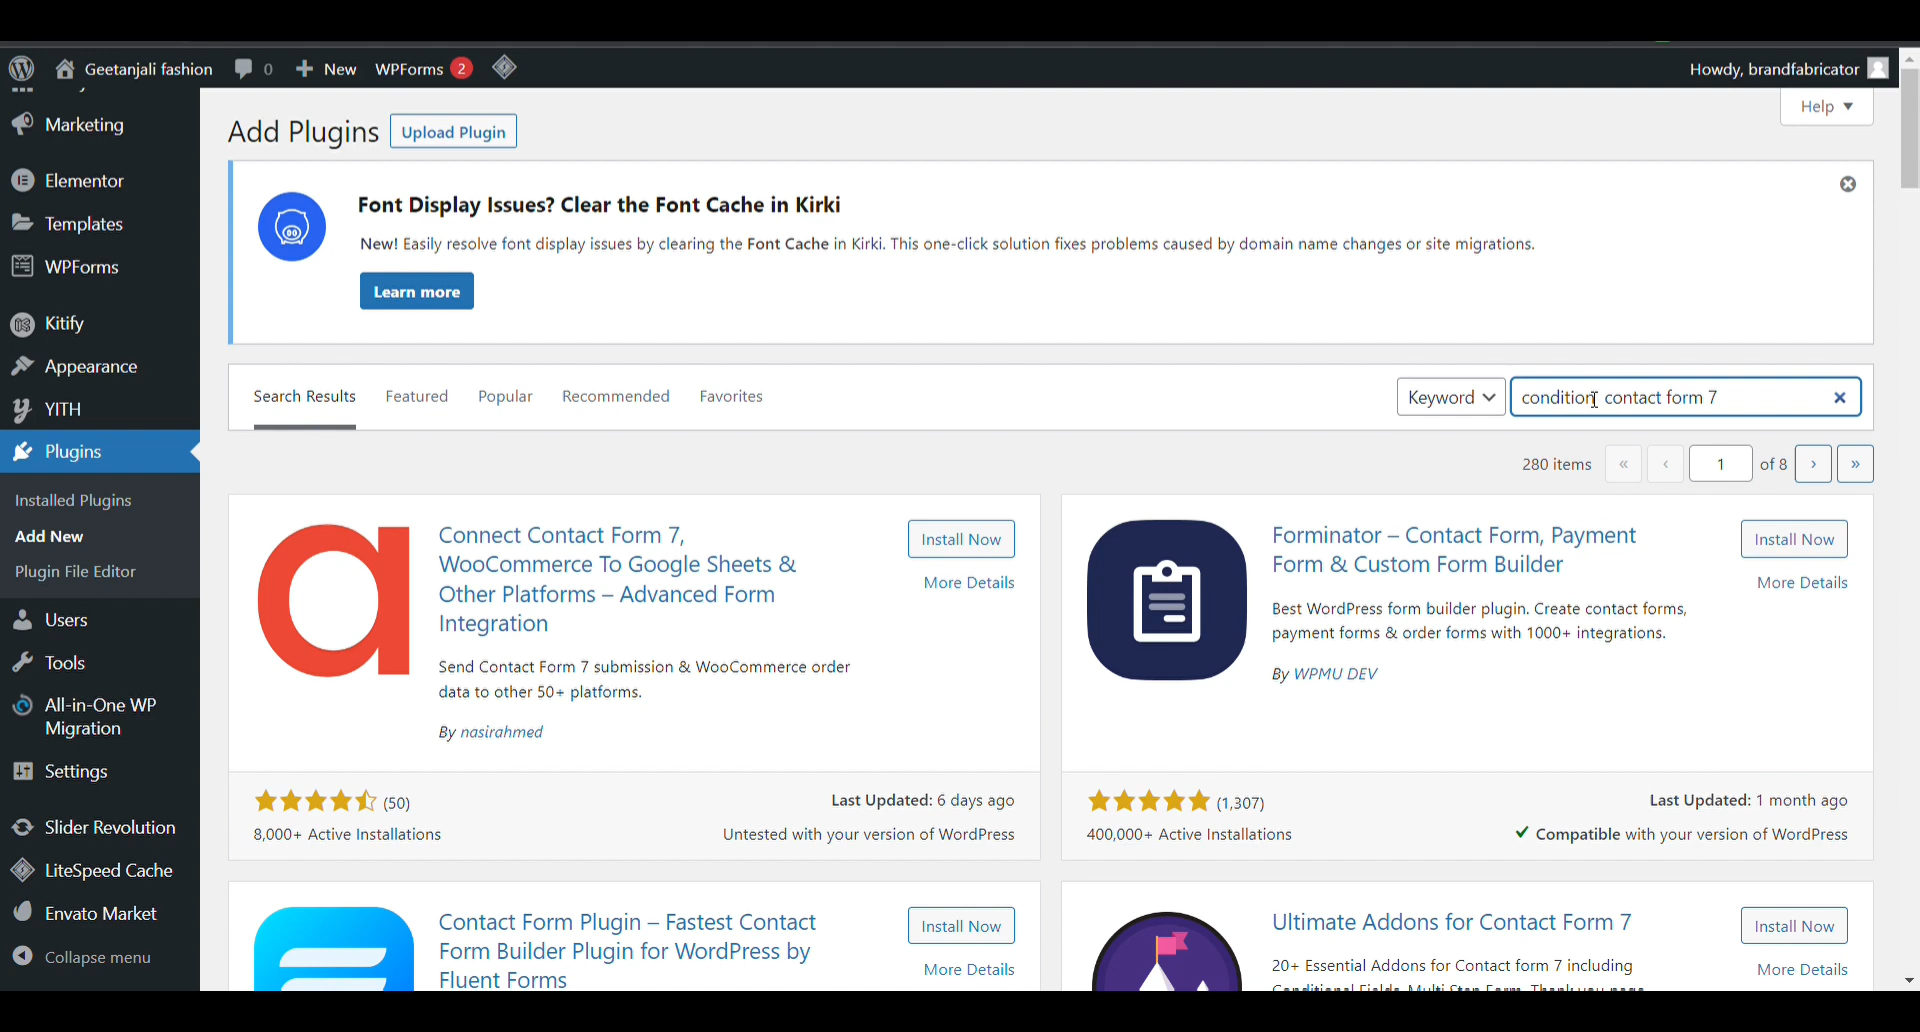 Geetanjali fashion 0 New WPForms 2 Howdy, brandfabricator
Marketing
Elementor
Templates
WPForms
Kitify
Appearance
YITH
Plugins
Installed Plugins
Add New
Plugin File Editor
Users
Tools
All-in-One WP
Migration
Settings
Slider Revolution
LiteSpeed Cache
Envato Market
Collapse menu
Help
Add Plugins Upload Plugin
Font Display Issues? Clear the Font Cache in Kirki
New! Easily resolve font display issues by clearing the Font Cache in Kirki. This one-click solution fixes problems caused by domain name changes or site migrations.
Learn more
Search Results Featured Popular Recommended Favorites Keyword condition contact form 7
280 items « ‹ 1 of 8 › »
Connect Contact Form 7,
WooCommerce To Google Sheets &
Other Platforms – Advanced Form
Integration
Install Now
More Details
Send Contact Form 7 submission & WooCommerce order
data to other 50+ platforms.
By nasirahmed
(50)
8,000+ Active Installations
Last Updated: 6 days ago
Untested with your version of WordPress
Forminator – Contact Form, Payment
Form & Custom Form Builder
Install Now
More Details
Best WordPress form builder plugin. Create contact forms,
payment forms & order forms with 1000+ integrations.
By WPMU DEV
(1,307)
400,000+ Active Installations
Last Updated: 1 month ago
Compatible with your version of WordPress
Contact Form Plugin – Fastest Contact
Form Builder Plugin for WordPress by
Fluent Forms
Install Now
More Details
Ultimate Addons for Contact Form 7
Install Now
More Details
20+ Essential Addons for Contact form 7 including
Conditional Fields, Multi Step Form, Thank you page